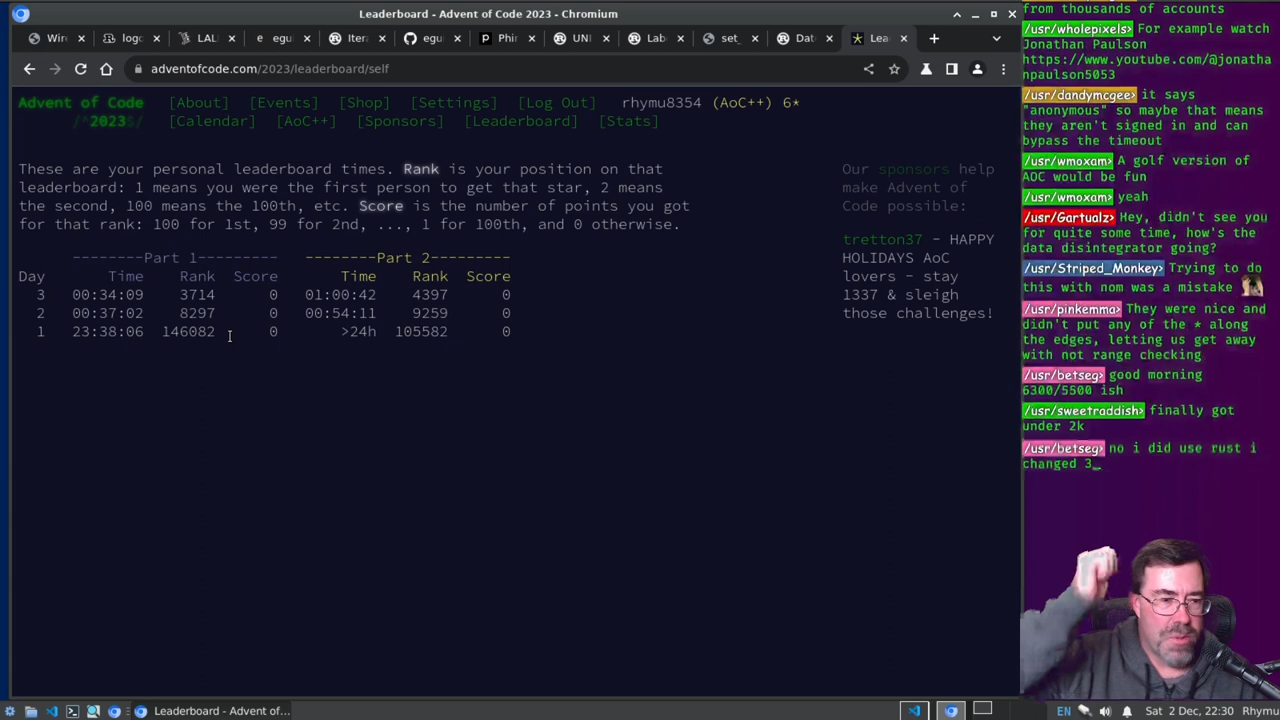 Leaderboard - Advent of Code 2023 - Chromium
Wire
logo
LAL
egui
Phin
UNI
Lab
set_
Dat
Lea
adventofcode.com/2023/leaderboard/self
Advent of Code [About] [Events] [Shop] [Settings] [Log Out] rhymu8354 (AoC++) 6*
/*2023*/ [Calendar] [AoC++] [Sponsors] [Leaderboard] [Stats]
These are your personal leaderboard times. Rank is your position on that
leaderboard: 1 means you were the first person to get that star, 2 means
the second, 100 means the 100th, etc. Score is the number of points you got
for that rank: 100 for 1st, 99 for 2nd, ..., 1 for 100th, and 0 otherwise.
--------Part 1--------- --------Part 2---------
Day Time Rank Score Time Rank Score
3 00:34:09 3714 0 01:00:42 4397 0
2 00:37:02 8297 0 00:54:11 9259 0
1 23:38:06 146082 0 >24h 105582 0
Our sponsors help
make Advent of
Code possible:
tretton37 - HAPPY
HOLIDAYS AoC
lovers - stay
1337 & sleigh
those challenges!
from thousands of accounts
/usr/wholepixels> For example watch
Jonathan Paulson
https://www.youtube.com/@jonatha
npaulson5053
/usr/dandymcgee> it says
"anonymous" so maybe that means
they aren't signed in and can
bypass the timeout
/usr/wmoxam> A golf version of
AOC would be fun
/usr/wmoxam> yeah
/usr/Gartualz> Hey, didn't see you
for quite some time, how's the
data disintegrator going?
/usr/Striped_Monkey> Trying to do
this with nom was a mistake
/usr/pinkemma> They were nice and
didn't put any of the * along
the edges, letting us get away
with not range checking
/usr/betseg> good morning
6300/5500 ish
/usr/sweetraddish> finally got
under 2k
/usr/betseg> no i did use rust i
changed 3_
Leaderboard - Advent of...
EN
Sat 2 Dec, 22:30 Rhymu